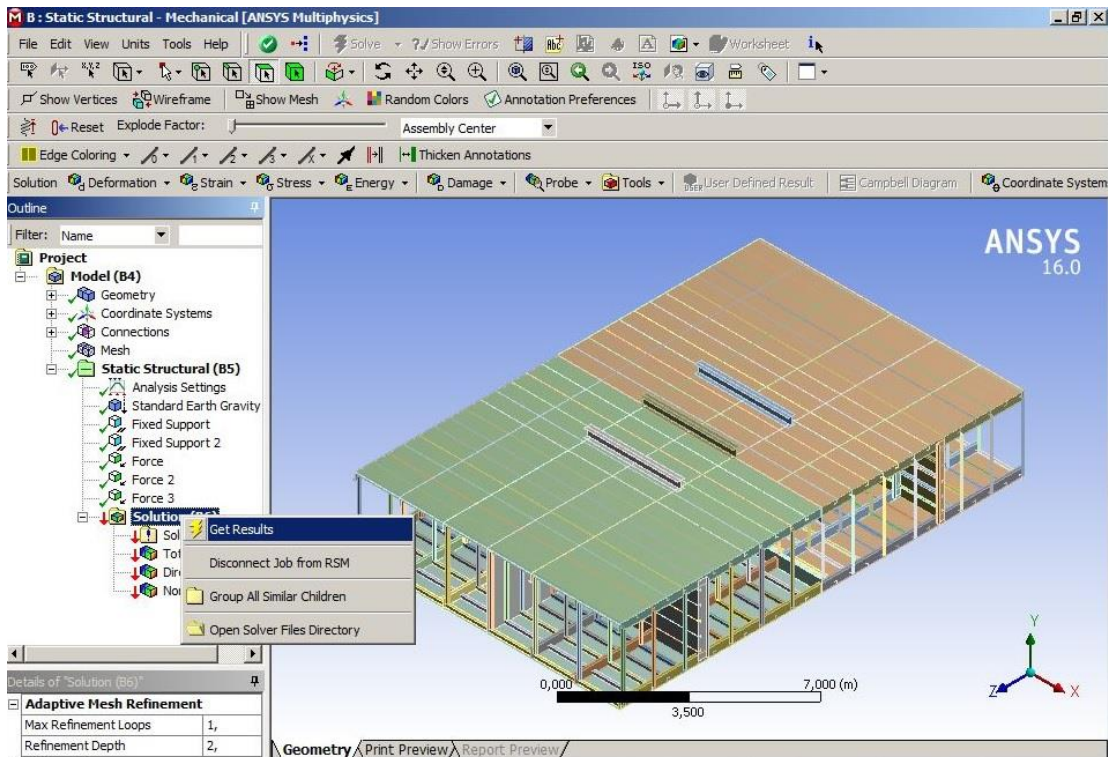 B : Static Structural - Mechanical [ANSYS Multiphysics]
File Edit View Units Tools Help Solve ?/ Show Errors Worksheet
Show Vertices Wireframe Show Mesh Random Colors Annotation Preferences
Reset Explode Factor: Assembly Center
Edge Coloring Thicken Annotations
Solution Deformation Strain Stress Energy Damage Probe Tools User Defined Result Campbell Diagram Coordinate System
Outline
Filter: Name
Project
Model (B4)
Geometry
Coordinate Systems
Connections
Mesh
Static Structural (B5)
Analysis Settings
Standard Earth Gravity
Fixed Support
Fixed Support 2
Force
Force 2
Force 3
Solution
Sol
Tot
Dir
No
Get Results
Disconnect Job from RSM
Group All Similar Children
Open Solver Files Directory
Details of "Solution (B6)"
Adaptive Mesh Refinement
Max Refinement Loops 1,
Refinement Depth 2,
ANSYS
16.0
0,000 7,000 (m)
3,500
Y
Z X
Geometry Print Preview Report Preview